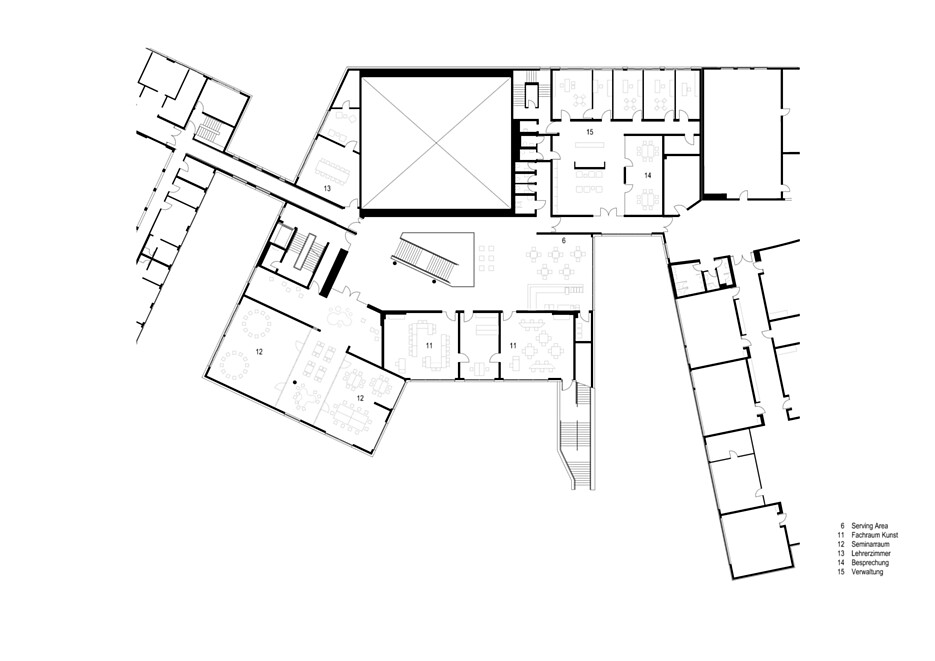 15
14
13
6
12
11
11
12
6 Serving Area
11 Fachraum Kunst
12 Seminarraum
13 Lehrerzimmer
14 Besprechung
15 Verwaltung